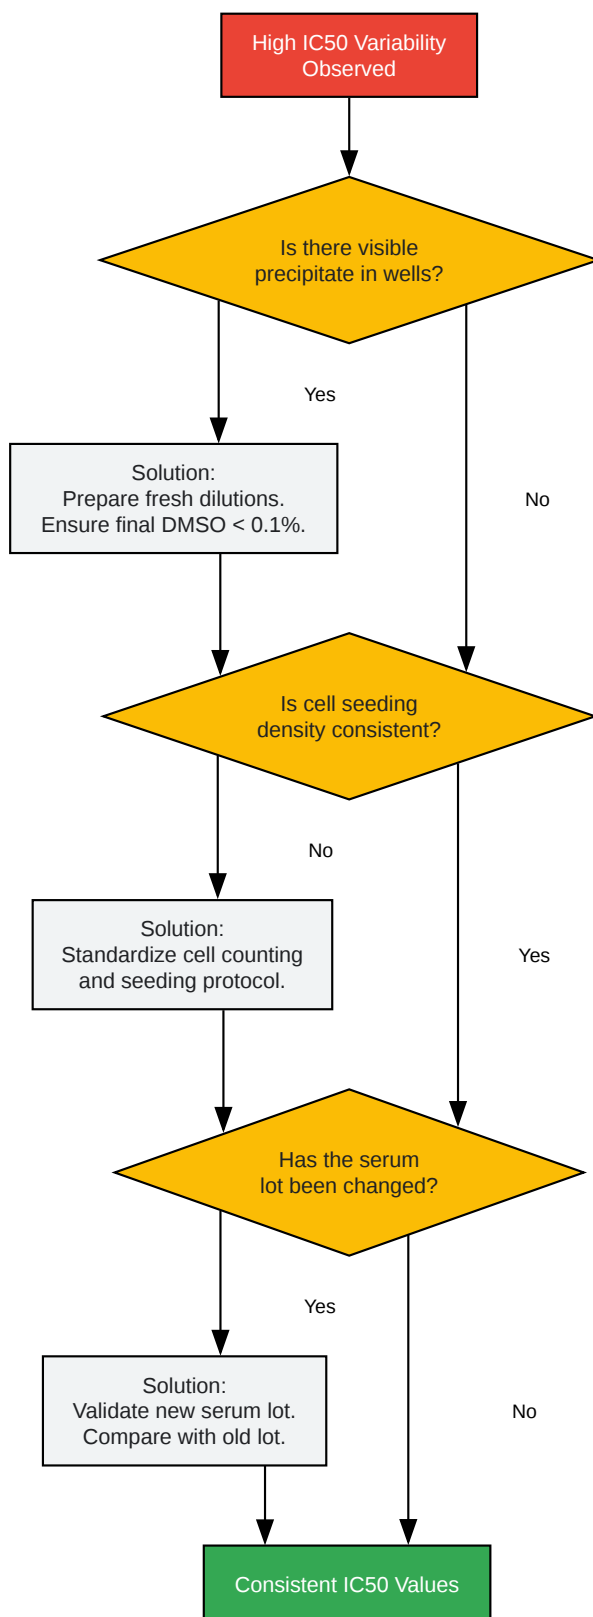 High IC50 Variability
Observed
Is there visible
precipitate in wells?
Yes
Solution:
Prepare fresh dilutions.
Ensure final DMSO < 0.1%.
No
Is cell seeding
density consistent?
No
Solution:
Standardize cell counting
and seeding protocol.
Yes
Has the serum
lot been changed?
Yes
Solution:
Validate new serum lot.
Compare with old lot.
No
Consistent IC50 Values